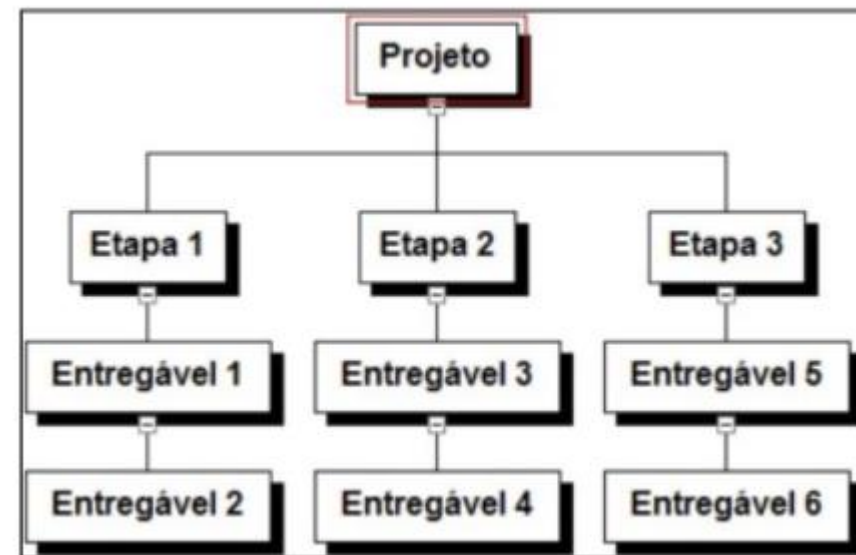 Projeto
Etapa 1 Etapa 2 Etapa 3
Entregável 1 Entregável 3 Entregável 5
Entregável 2 Entregável 4 Entregável 6